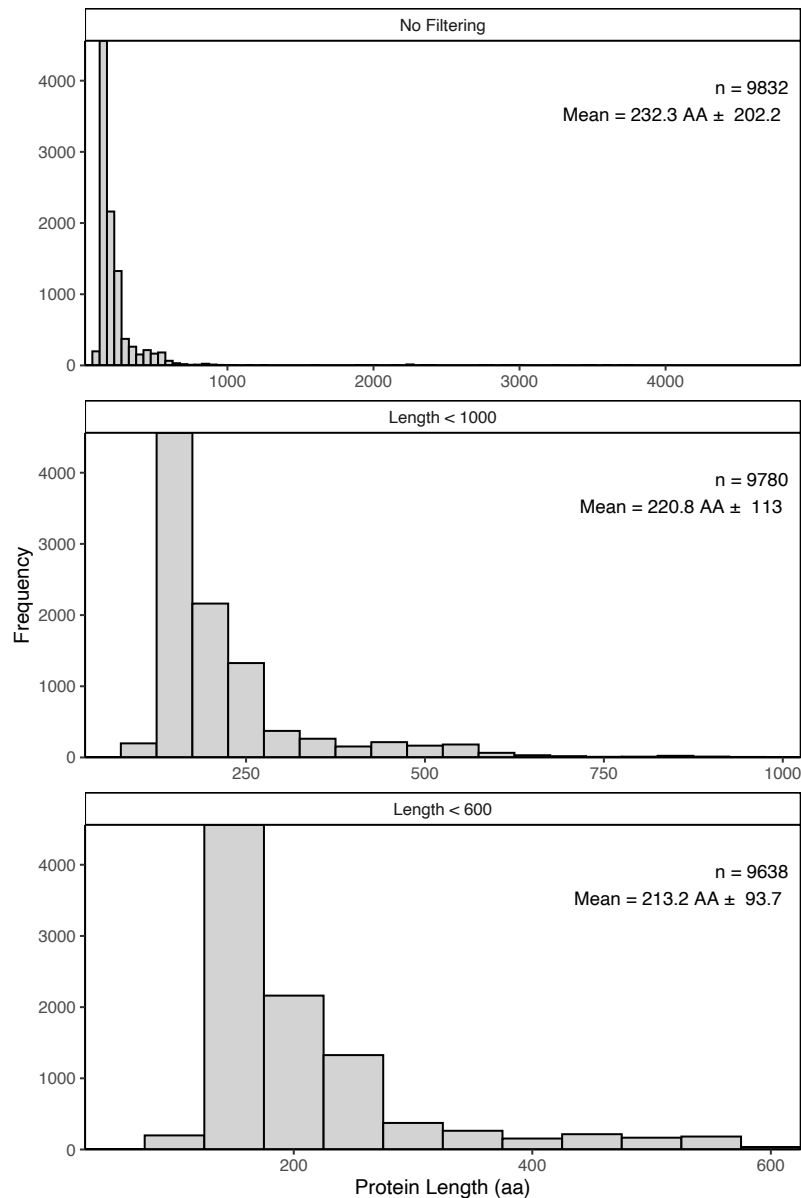 No Filtering
n = 9832
Mean = 232.3 AA ± 202.2
4000
3000
2000
1000
0
1000 2000 3000 4000
Length < 1000
n = 9780
Mean = 220.8 AA ± 113
4000
3000
2000
1000
0
250 500 750 1000
Frequency
Length < 600
n = 9638
Mean = 213.2 AA ± 93.7
4000
3000
2000
1000
0
200 400 600
Protein Length (aa)